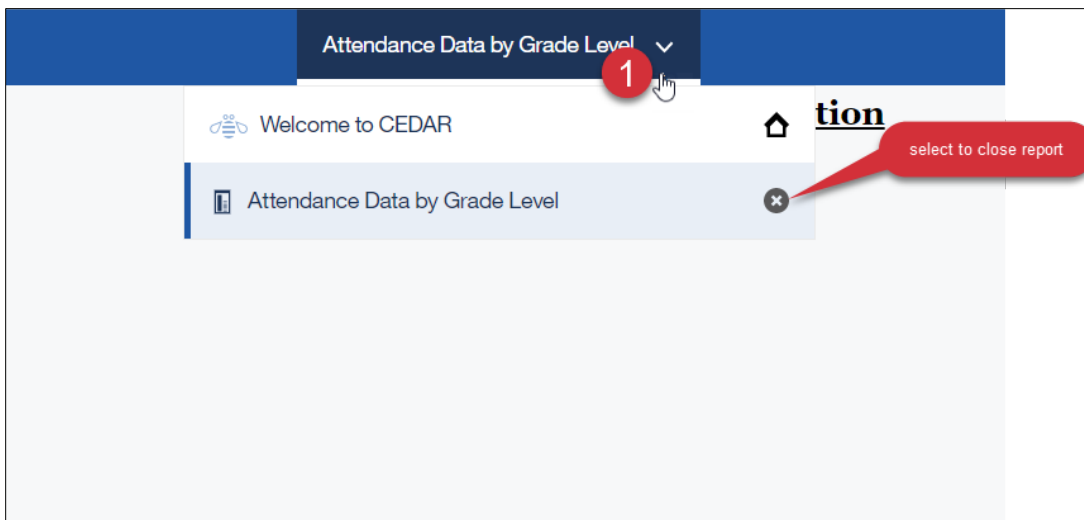 Attendance Data by Grade Level
1
Welcome to CEDAR
tion
select to close report
Attendance Data by Grade Level